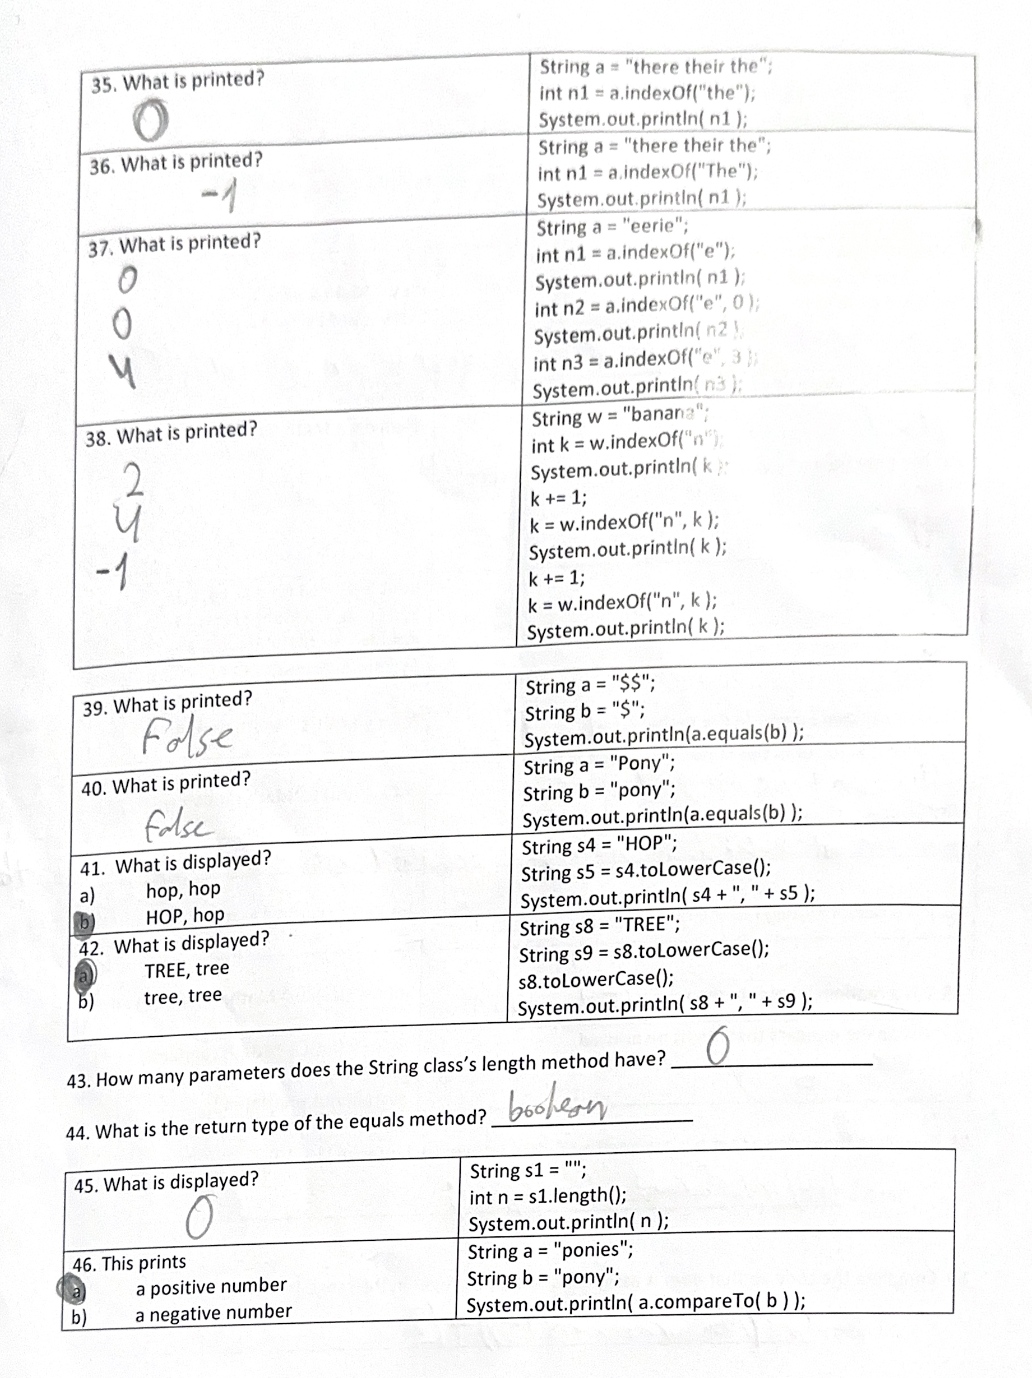 35. What is printed?
0
String a = "there their the";
int n1 = a.indexOf("the");
System.out.println( n1 );
36. What is printed?
-1
String a = "there their the";
int n1 = a.indexOf("The");
System.out.println( n1 );
37. What is printed?
0
0
4
String a = "eerie";
int n1 = a.indexOf("e");
System.out.println( n1 );
int n2 = a.indexOf("e", 0 );
System.out.println( n2 );
int n3 = a.indexOf("e", 3 );
System.out.println( n3 );
38. What is printed?
2
4
-1
String w = "banana";
int k = w.indexOf("n");
System.out.println( k );
k += 1;
k = w.indexOf("n", k );
System.out.println( k );
k += 1;
k = w.indexOf("n", k );
System.out.println( k );
39. What is printed?
False
String a = "$$";
String b = "$";
System.out.println(a.equals(b) );
40. What is printed?
false
String a = "Pony";
String b = "pony";
System.out.println(a.equals(b) );
41. What is displayed?
a) hop, hop
b) HOP, hop
String s4 = "HOP";
String s5 = s4.toLowerCase();
System.out.println( s4 + ", " + s5 );
42. What is displayed?
a) TREE, tree
b) tree, tree
String s8 = "TREE";
String s9 = s8.toLowerCase();
s8.toLowerCase();
System.out.println( s8 + ", " + s9 );
43. How many parameters does the String class's length method have? 0
44. What is the return type of the equals method? boolean
45. What is displayed?
0
String s1 = "";
int n = s1.length();
System.out.println( n );
46. This prints
a) a positive number
b) a negative number
String a = "ponies";
String b = "pony";
System.out.println( a.compareTo( b ) );